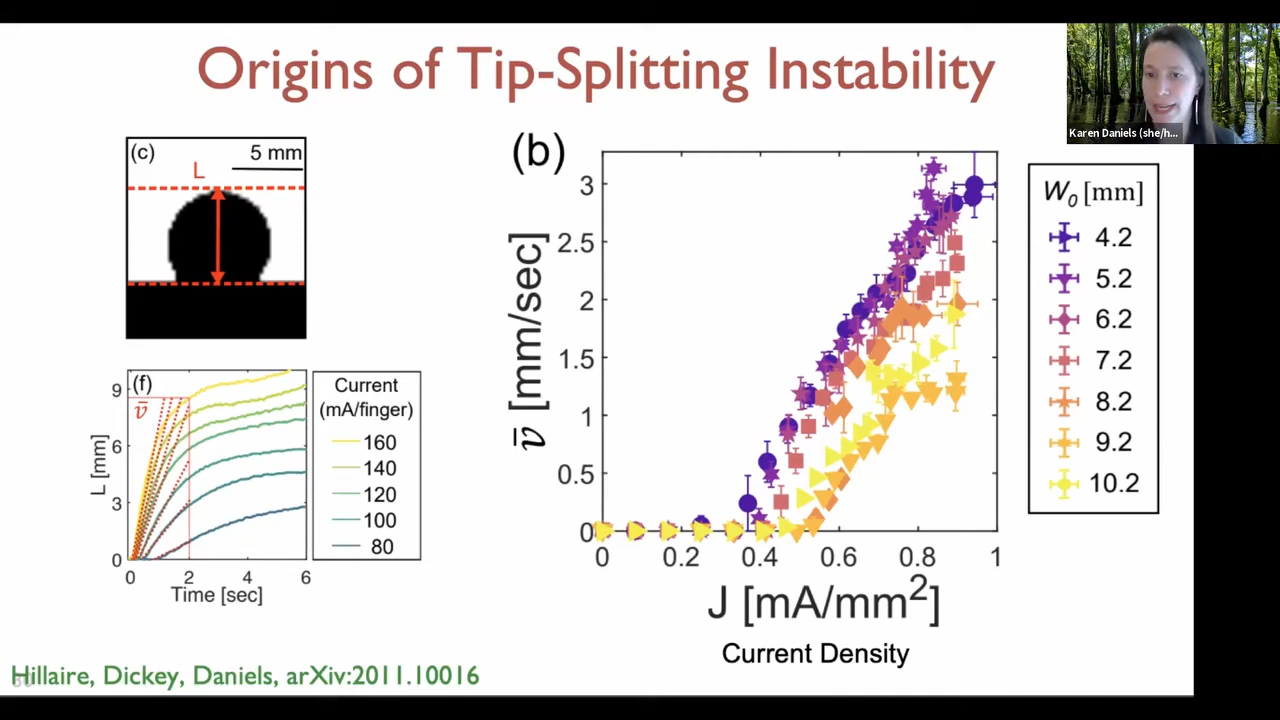 Origins of Tip-Splitting Instability
Karen Daniels (she/h...
(c)
5 mm
L
(b)
3
2.5
2
1.5
1
0.5
0
v̄ [mm/sec]
0 0.2 0.4 0.6 0.8 1
J [mA/mm²]
Current Density
W₀ [mm]
4.2
5.2
6.2
7.2
8.2
9.2
10.2
(f)
v̄
9
6
3
0
L [mm]
0 2 4 6
Time [sec]
Current
(mA/finger)
160
140
120
100
80
Hillaire, Dickey, Daniels, arXiv:2011.10016